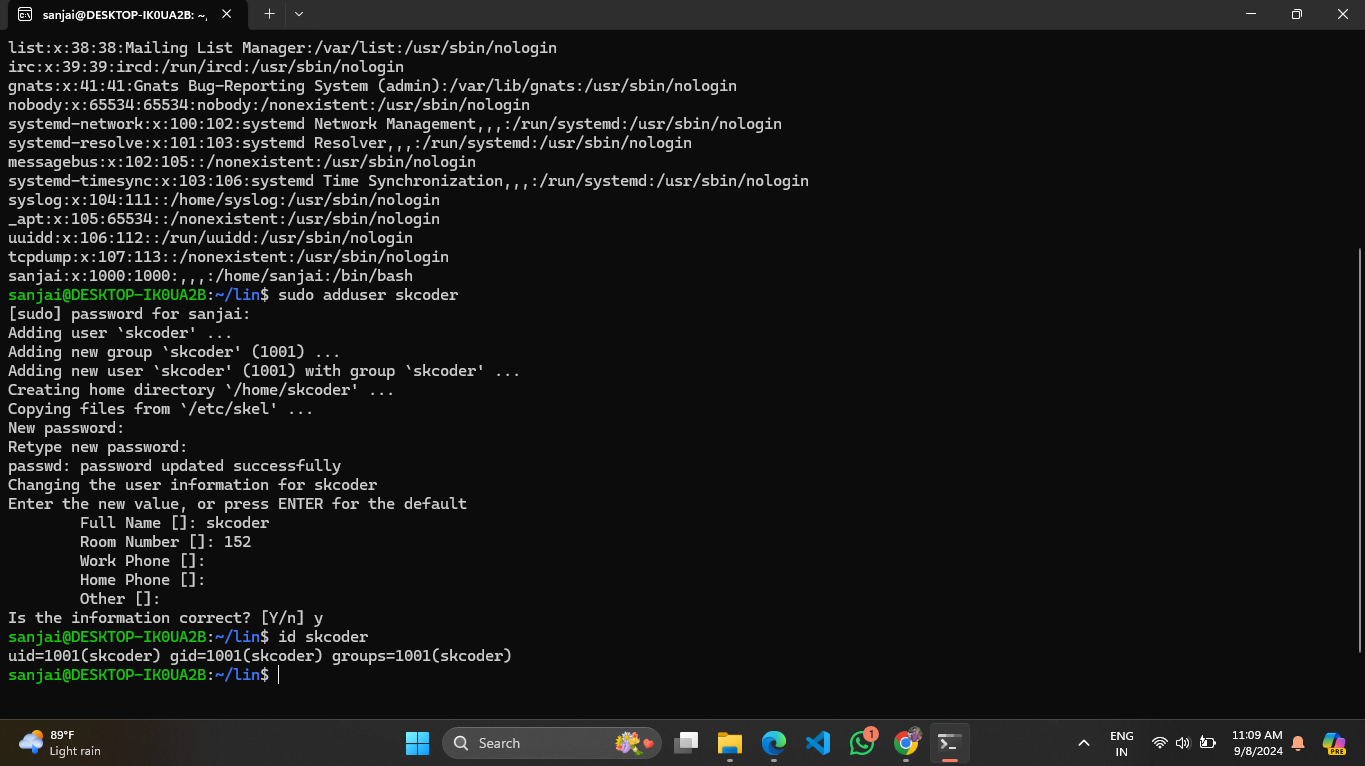 sanjai@DESKTOP-IK0UA2B: ~,
list:x:38:38:Mailing List Manager:/var/list:/usr/sbin/nologin
irc:x:39:39:ircd:/run/ircd:/usr/sbin/nologin
gnats:x:41:41:Gnats Bug-Reporting System (admin):/var/lib/gnats:/usr/sbin/nologin
nobody:x:65534:65534:nobody:/nonexistent:/usr/sbin/nologin
systemd-network:x:100:102:systemd Network Management,,,:/run/systemd:/usr/sbin/nologin
systemd-resolve:x:101:103:systemd Resolver,,,:/run/systemd:/usr/sbin/nologin
messagebus:x:102:105::/nonexistent:/usr/sbin/nologin
systemd-timesync:x:103:106:systemd Time Synchronization,,,:/run/systemd:/usr/sbin/nologin
syslog:x:104:111::/home/syslog:/usr/sbin/nologin
_apt:x:105:65534::/nonexistent:/usr/sbin/nologin
uuidd:x:106:112::/run/uuidd:/usr/sbin/nologin
tcpdump:x:107:113::/nonexistent:/usr/sbin/nologin
sanjai:x:1000:1000:,,,:/home/sanjai:/bin/bash
sanjai@DESKTOP-IK0UA2B:~/lin$ sudo adduser skcoder
[sudo] password for sanjai:
Adding user `skcoder' ...
Adding new group `skcoder' (1001) ...
Adding new user `skcoder' (1001) with group `skcoder' ...
Creating home directory `/home/skcoder' ...
Copying files from `/etc/skel' ...
New password:
Retype new password:
passwd: password updated successfully
Changing the user information for skcoder
Enter the new value, or press ENTER for the default
Full Name []: skcoder
Room Number []: 152
Work Phone []:
Home Phone []:
Other []:
Is the information correct? [Y/n] y
sanjai@DESKTOP-IK0UA2B:~/lin$ id skcoder
uid=1001(skcoder) gid=1001(skcoder) groups=1001(skcoder)
sanjai@DESKTOP-IK0UA2B:~/lin$
89°F
Light rain
Search
1
ENG
IN
11:09 AM
9/8/2024
PRE